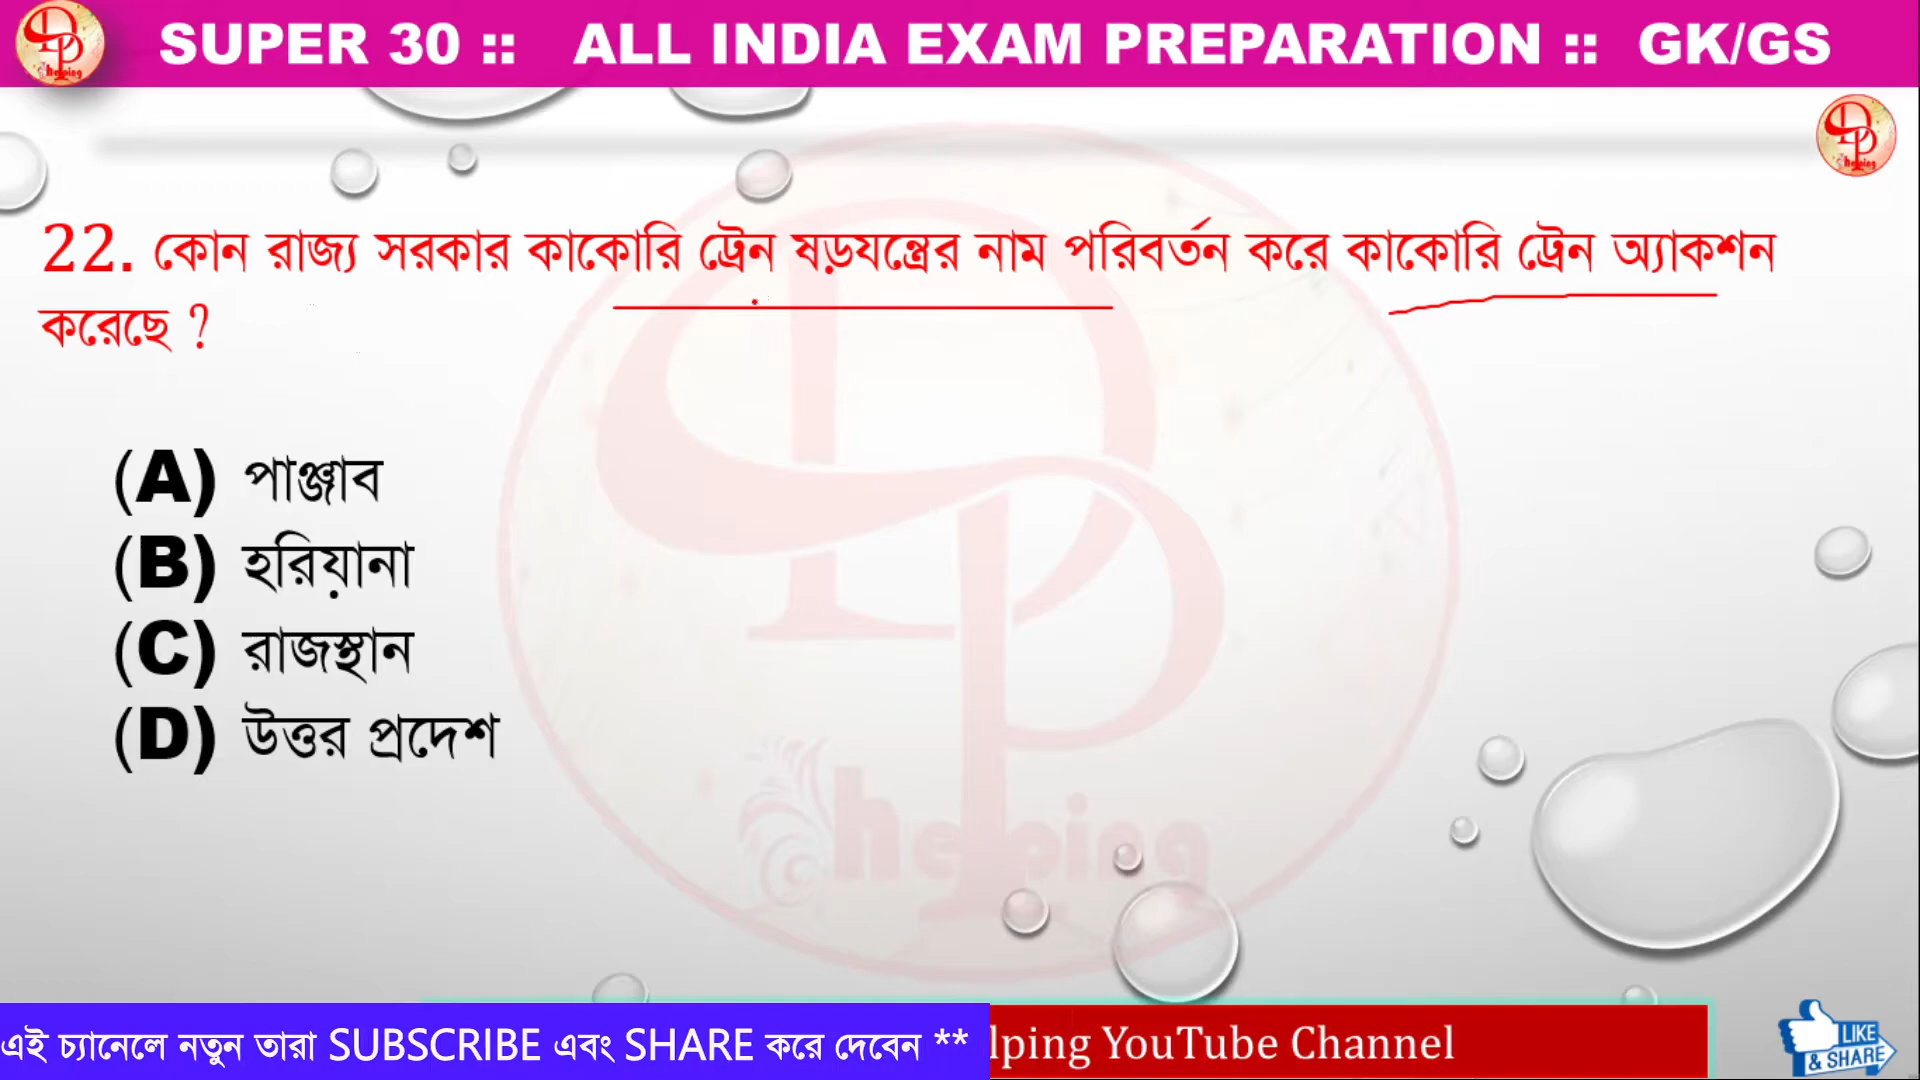 SUPER 30 :: ALL INDIA EXAM PREPARATION :: GK/GS
22. কোন রাজ্য সরকার কাকোরি ট্রেন ষড়যন্ত্রের নাম পরিবর্তন করে কাকোরি ট্রেন অ্যাকশন
করেছে ?
(A) পাঞ্জাব
(B) হরিয়ানা
(C) রাজস্থান
(D) উত্তর প্রদেশ
helping
এই চ্যানেলে নতুন তারা SUBSCRIBE এবং SHARE করে দেবেন ** lping YouTube Channel
LIKE
& SHARE